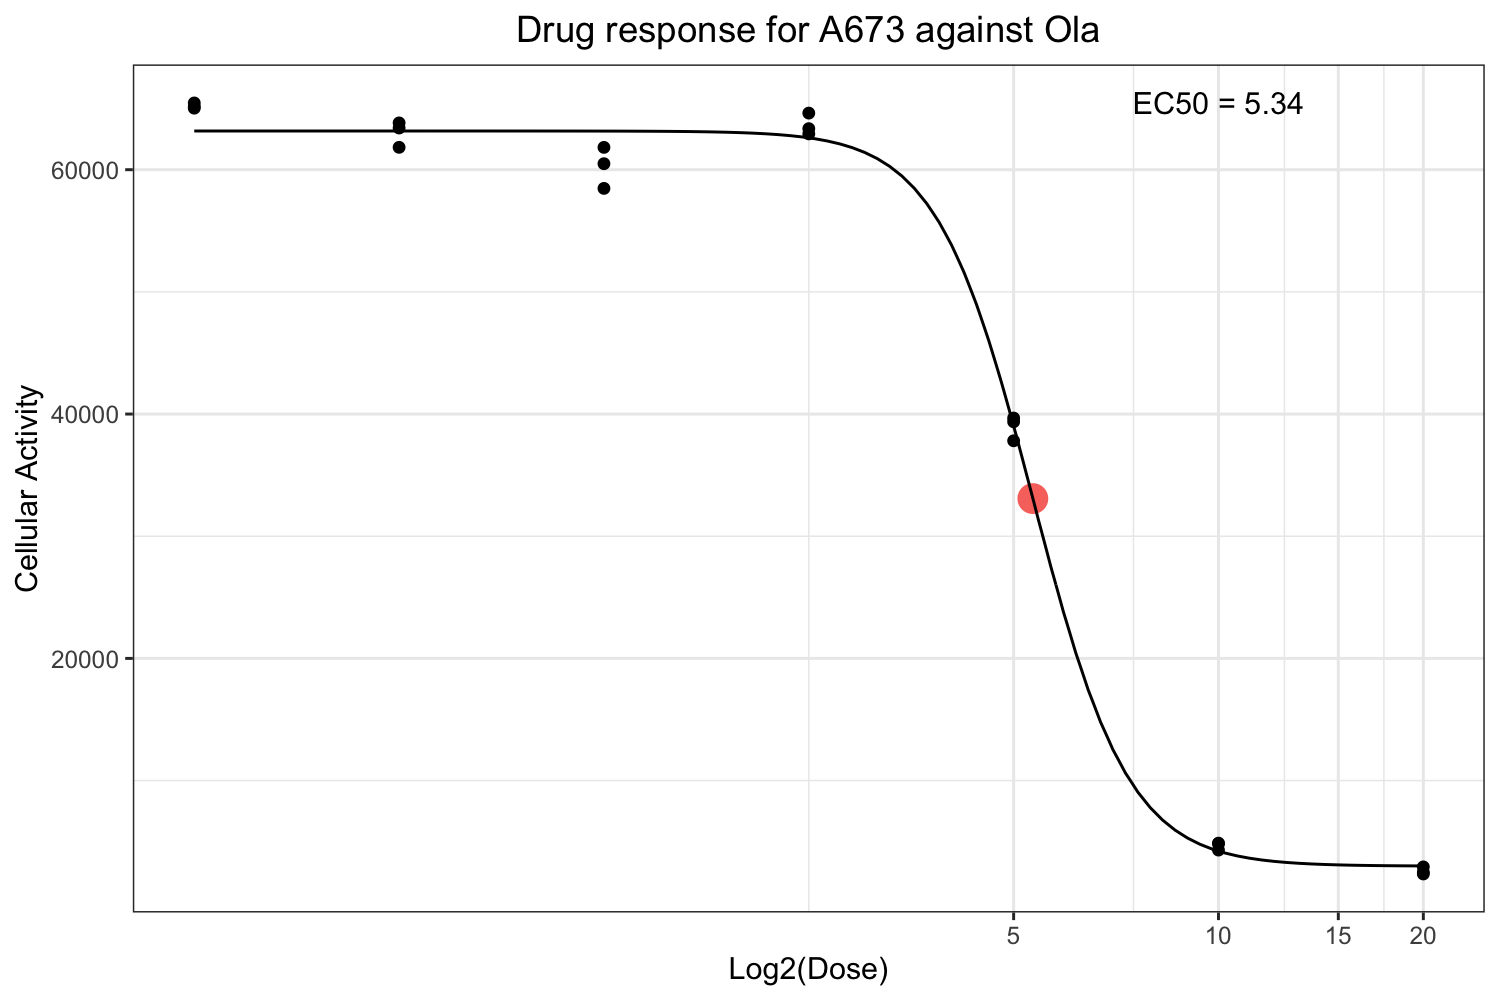 Drug response for A673 against Ola
EC50 = 5.34
60000
40000
20000
Cellular Activity
5 10 15 20
Log2(Dose)